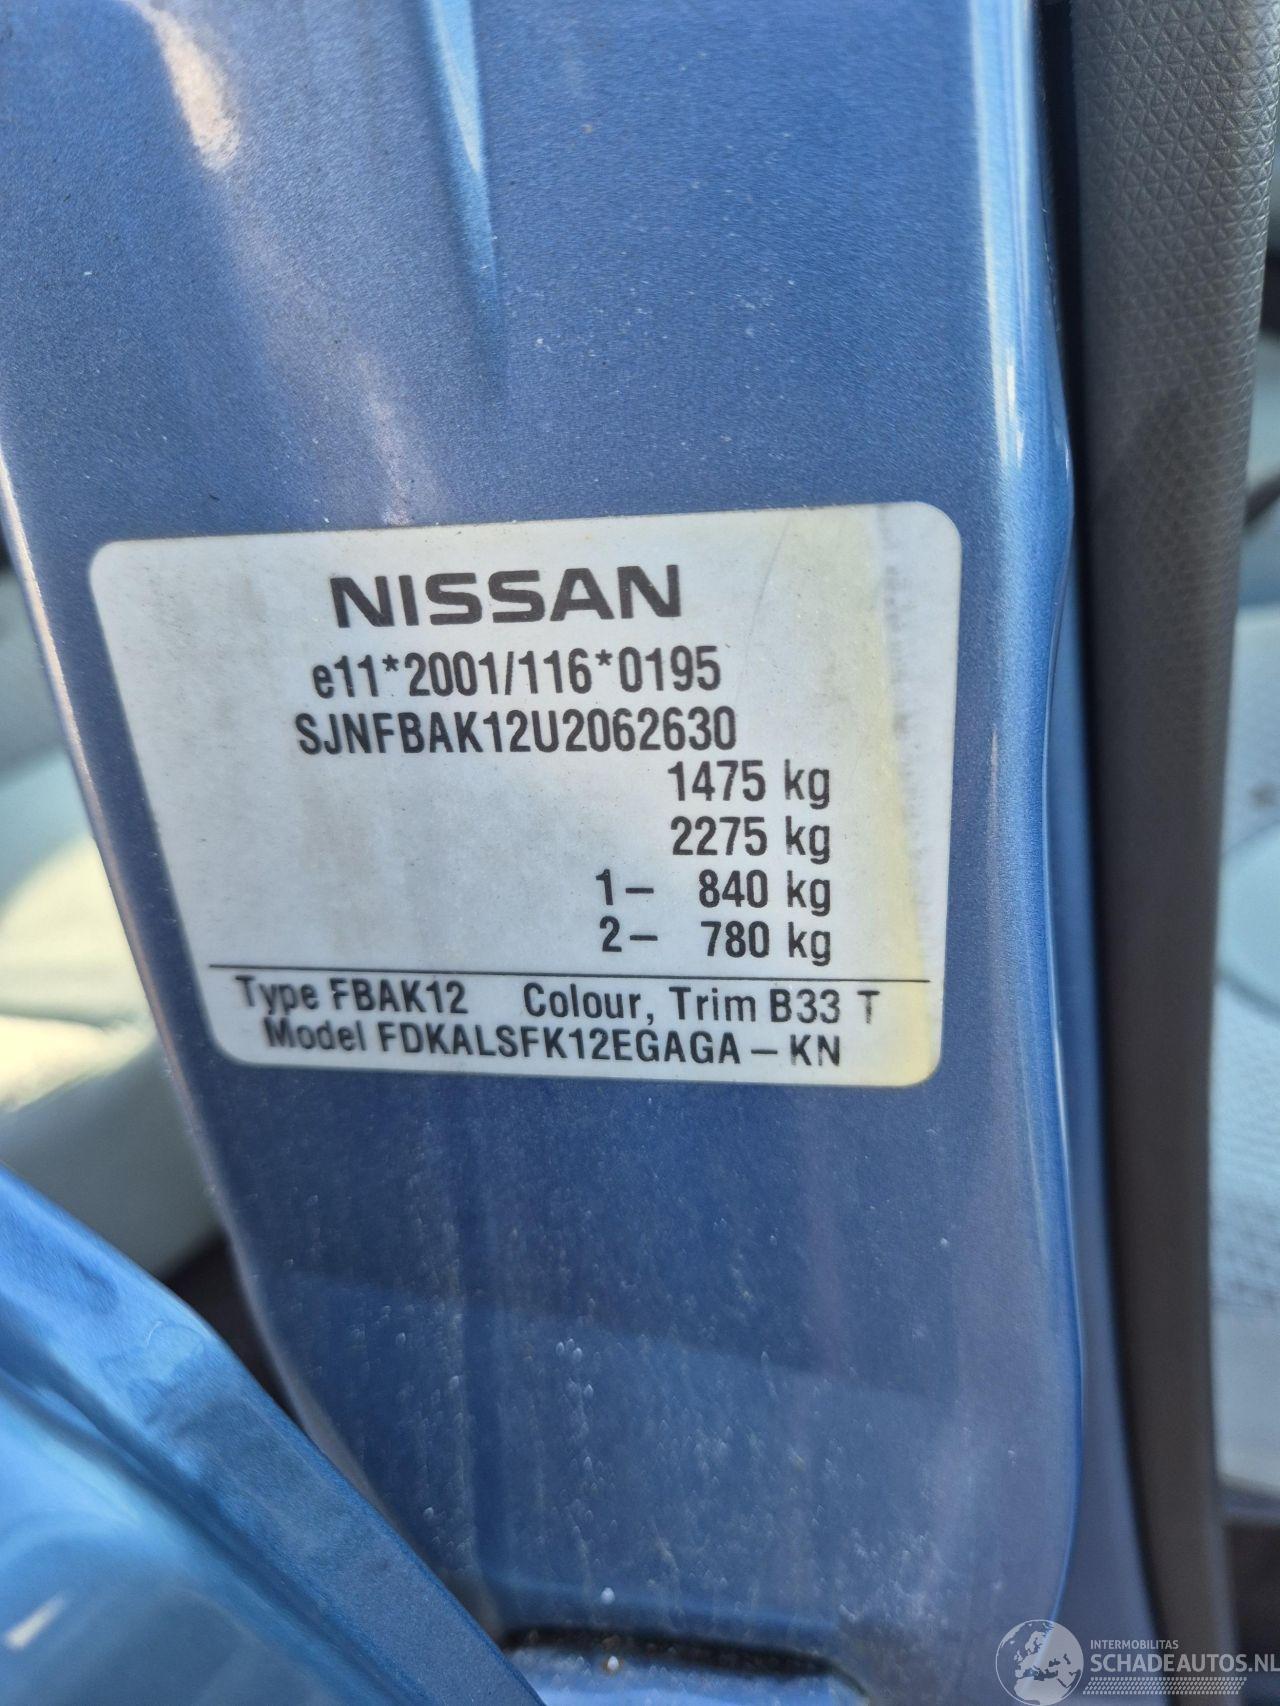 NISSAN
e11*2001/116*0195
SJNFBAK12U2062630
1475 kg
2275 kg
1- 840 kg
2- 780 kg
Type FBAK12 Colour, Trim B33 T
Model FDKALSFK12EGAGA-KN
INTERMOBILITAS
SCHADEAUTOS.NL